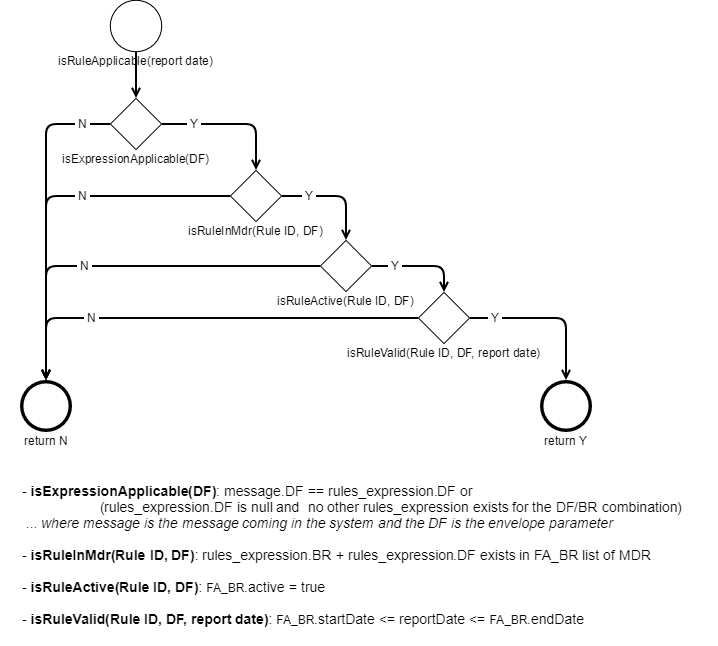 isRuleApplicable(report date)
N
Y
isExpressionApplicable(DF)
N
Y
isRuleInMdr(Rule ID, DF)
N
Y
isRuleActive(Rule ID, DF)
N
Y
isRuleValid(Rule ID, DF, report date)
return N
return Y
- isExpressionApplicable(DF): message.DF == rules_expression.DF or
(rules_expression.DF is null and no other rules_expression exists for the DF/BR combination)
... where message is the message coming in the system and the DF is the envelope parameter
- isRuleInMdr(Rule ID, DF): rules_expression.BR + rules_expression.DF exists in FA_BR list of MDR
- isRuleActive(Rule ID, DF): FA_BR.active = true
- isRuleValid(Rule ID, DF, report date): FA_BR.startDate <= reportDate <= FA_BR.endDate